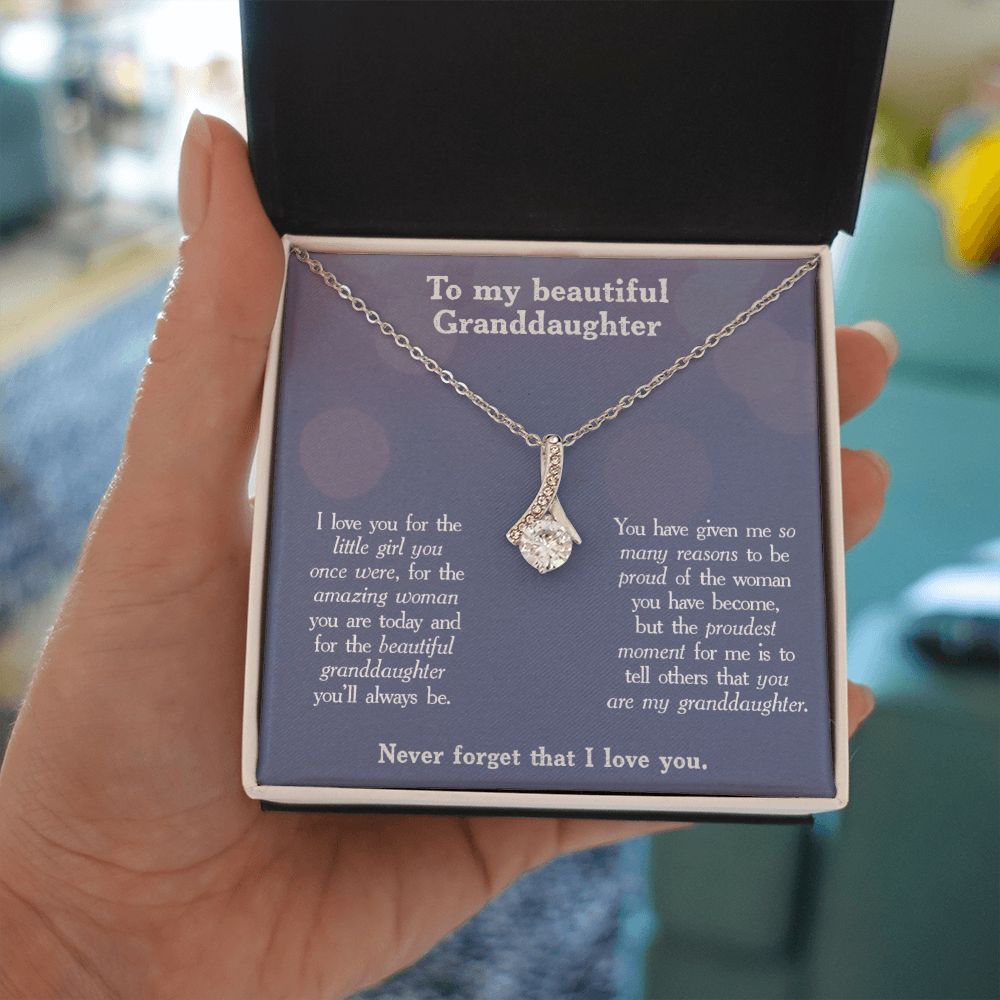 To my beautiful
Granddaughter
I love you for the
little girl you
once were, for the
amazing woman
you are today and
for the beautiful
granddaughter
you'll always be.
You have given me so
many reasons to be
proud of the woman
you have become,
but the proudest
moment for me is to
tell others that you
are my granddaughter.
Never forget that I love you.